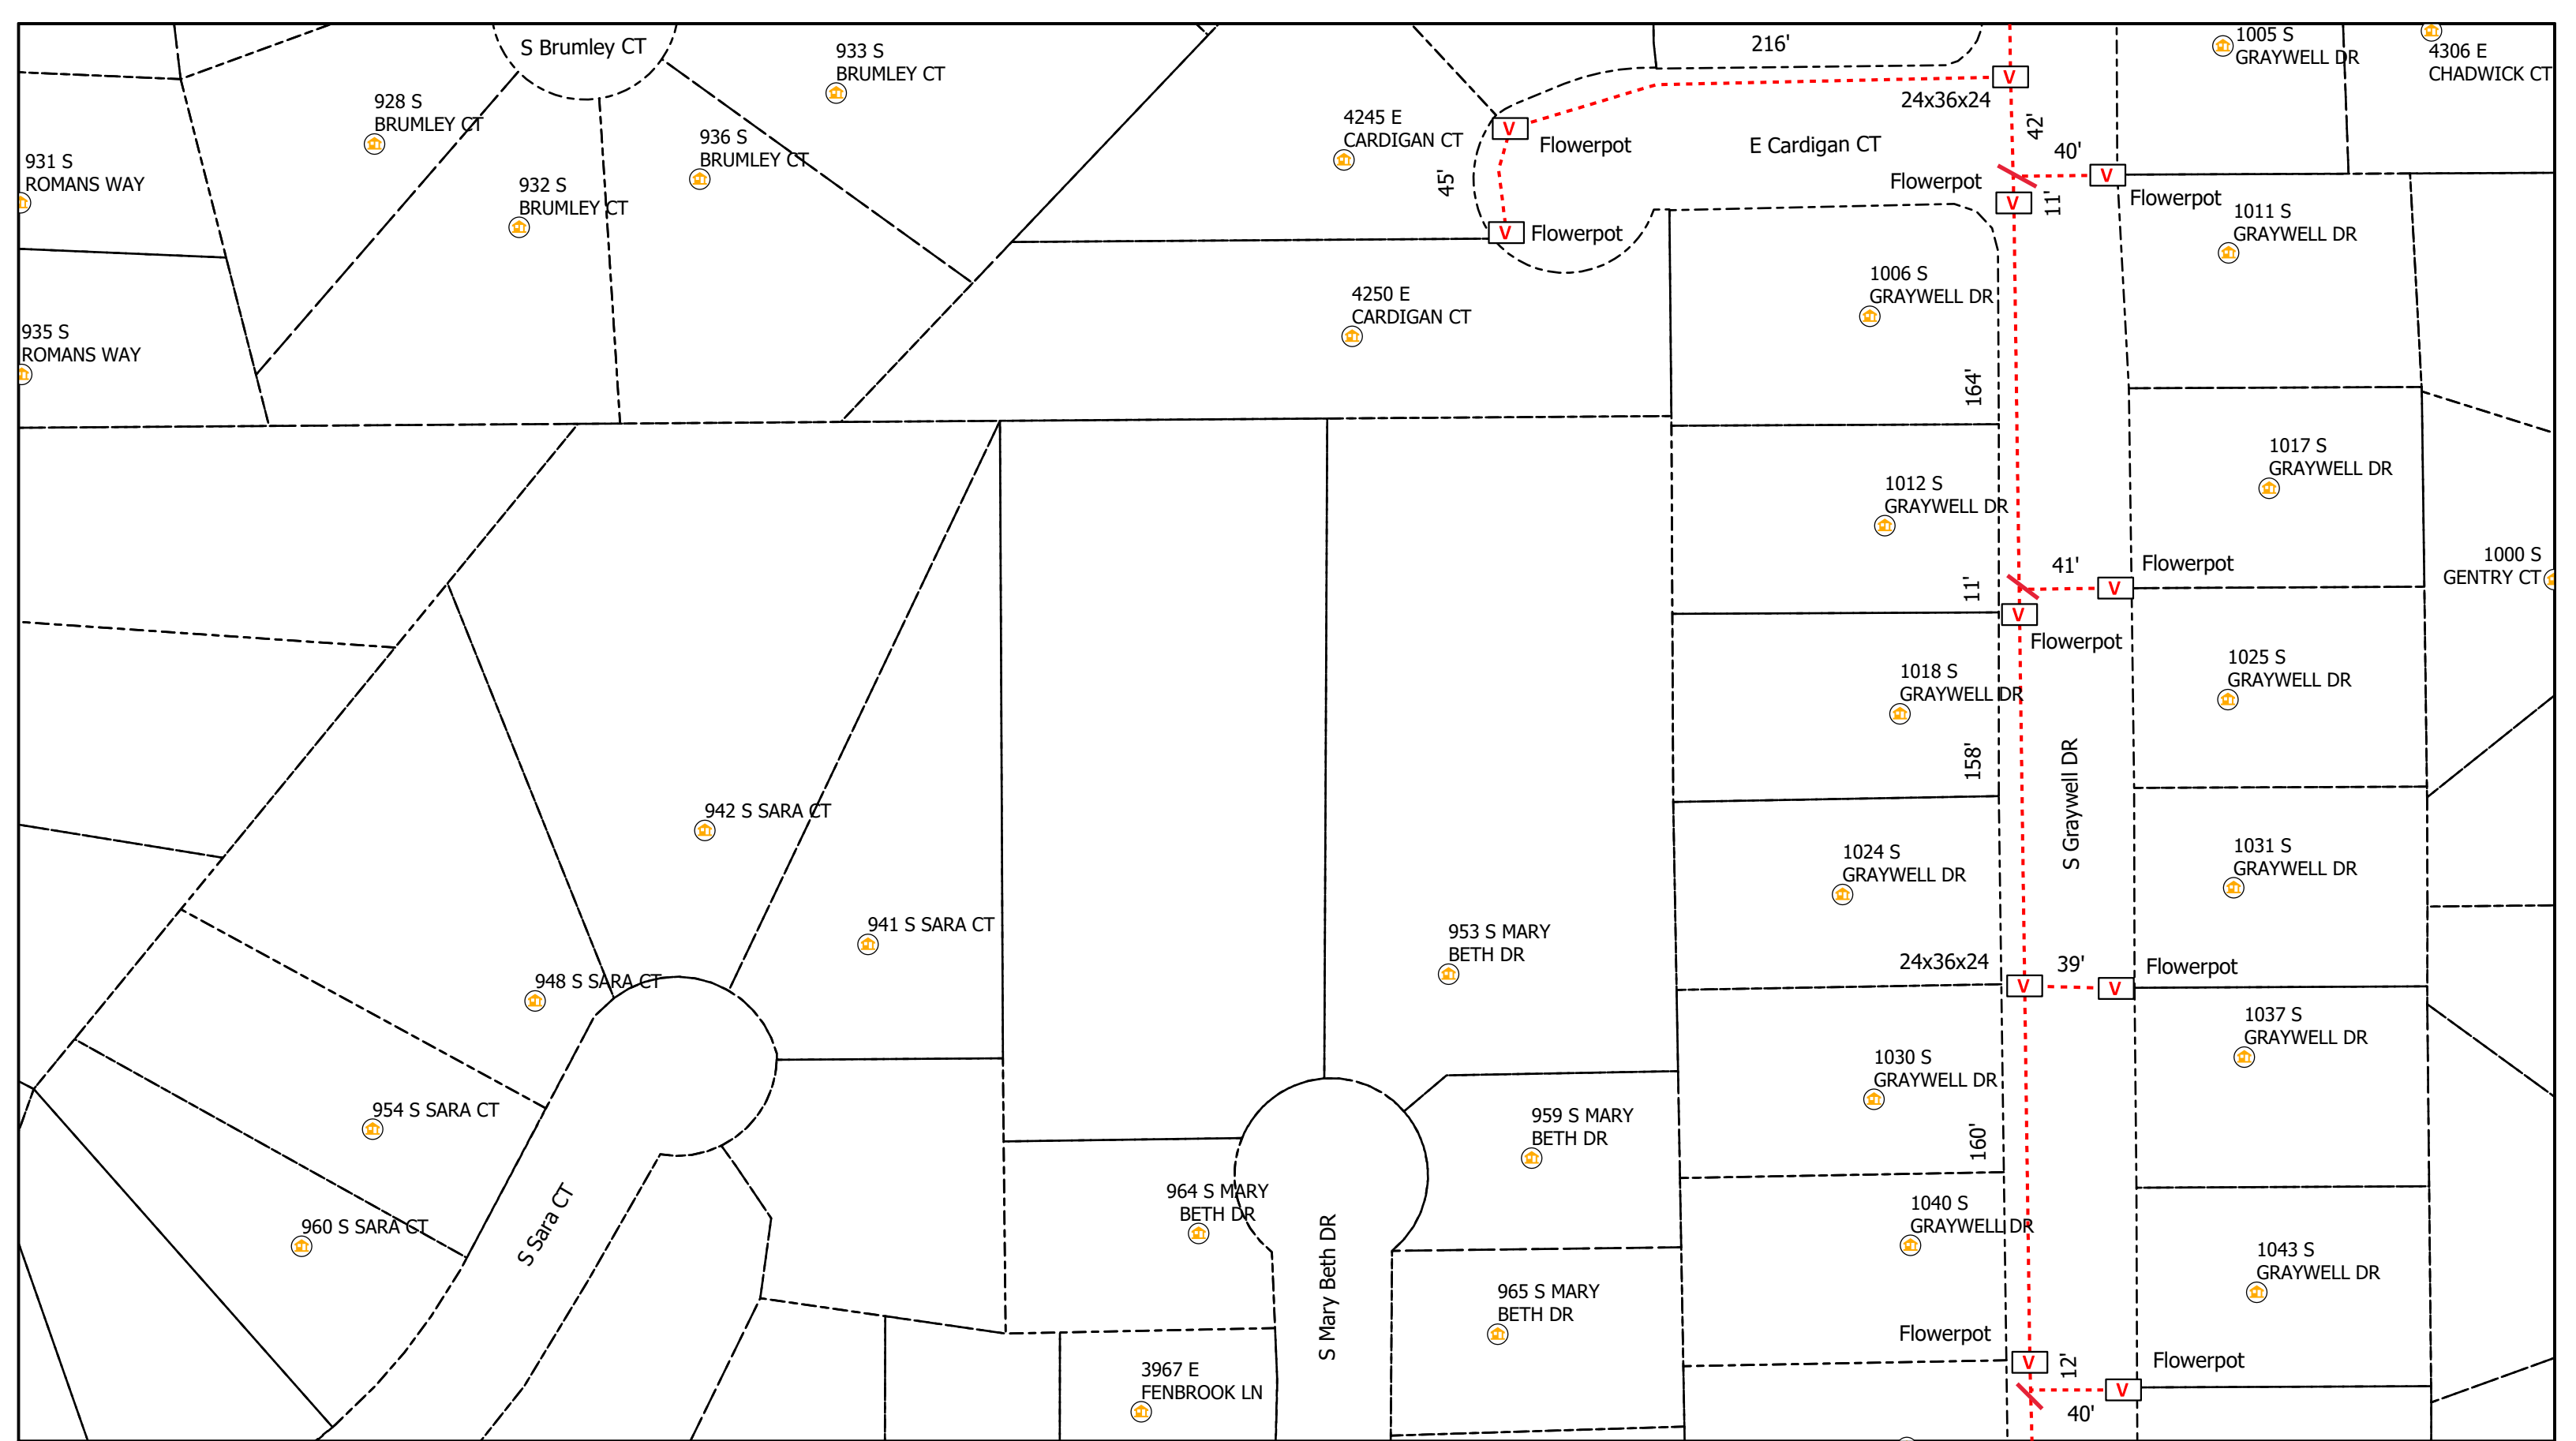 S Brumley CT
933 S
BRUMLEY CT
928 S
BRUMLEY CT
936 S
BRUMLEY CT
932 S
BRUMLEY CT
931 S
ROMANS WAY
935 S
ROMANS WAY
4245 E
CARDIGAN CT
4250 E
CARDIGAN CT
216'
V
24x36x24
42'
V
Flowerpot
E Cardigan CT
45'
V
Flowerpot
40'
V
Flowerpot
Flowerpot
V
11'
1005 S
GRAYWELL DR
4306 E
CHADWICK CT
1011 S
GRAYWELL DR
1006 S
GRAYWELL DR
164'
1012 S
GRAYWELL DR
1017 S
GRAYWELL DR
11'
41'
V
Flowerpot
V
Flowerpot
1000 S
GENTRY CT
1018 S
GRAYWELL DR
1025 S
GRAYWELL DR
158'
S Graywell DR
1024 S
GRAYWELL DR
1031 S
GRAYWELL DR
24x36x24
V
39'
V
Flowerpot
942 S SARA CT
941 S SARA CT
948 S SARA CT
953 S MARY
BETH DR
1030 S
GRAYWELL DR
1037 S
GRAYWELL DR
160'
954 S SARA CT
960 S SARA CT
S Sara CT
959 S MARY
BETH DR
964 S MARY
BETH DR
S Mary Beth DR
965 S MARY
BETH DR
1040 S
GRAYWELL DR
1043 S
GRAYWELL DR
3967 E
FENBROOK LN
Flowerpot
V
12'
V
Flowerpot
40'